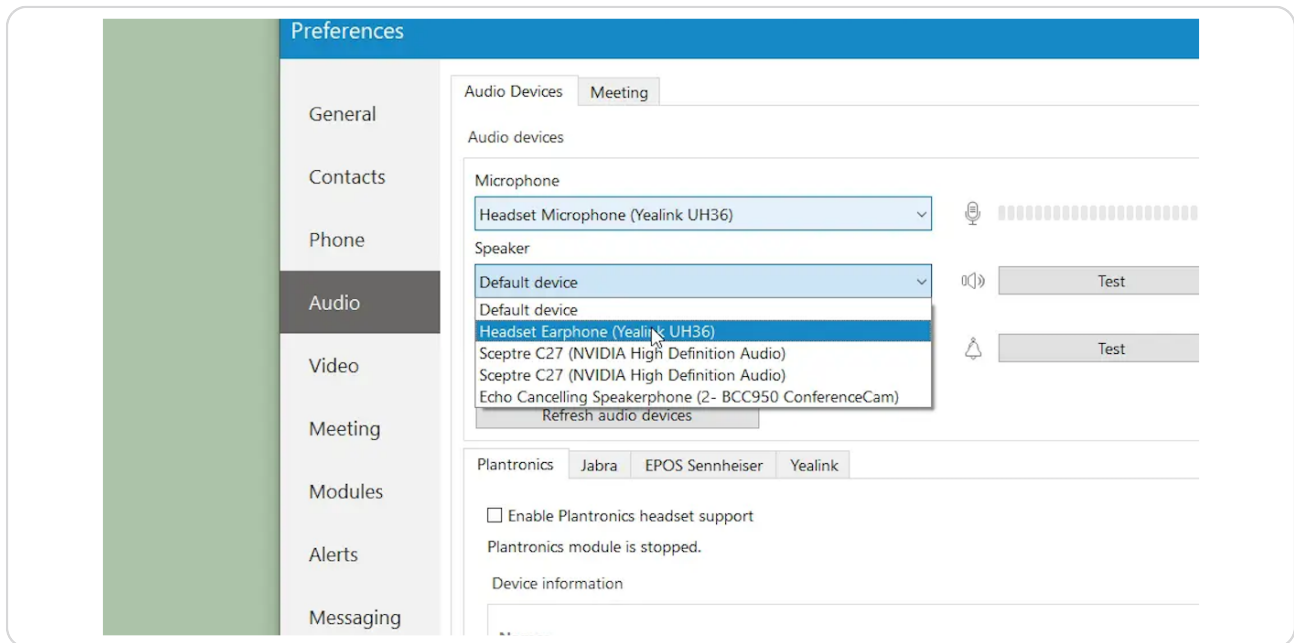 Preferences
General
Contacts
Phone
Audio
Video
Meeting
Modules
Alerts
Messaging
Audio Devices
Meeting
Audio devices
Microphone
Headset Microphone (Yealink UH36)
Speaker
Default device
Test
Default device
Headset Earphone (Yealink UH36)
Sceptre C27 (NVIDIA High Definition Audio)
Sceptre C27 (NVIDIA High Definition Audio)
Echo Cancelling Speakerphone (2- BCC950 ConferenceCam)
Test
Refresh audio devices
Plantronics
Jabra
EPOS Sennheiser
Yealink
Enable Plantronics headset support
Plantronics module is stopped.
Device information